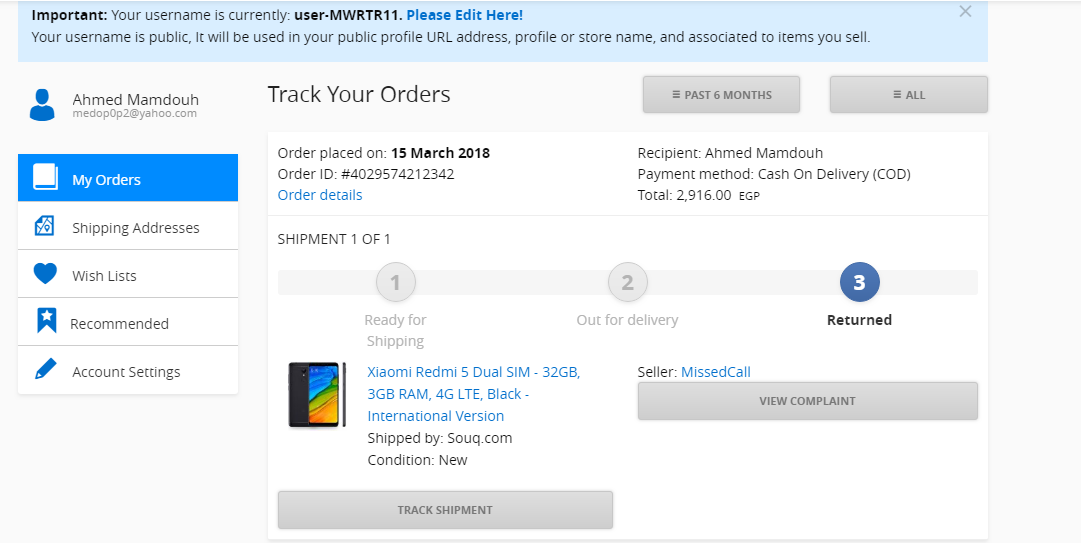 Important: Your username is currently: user-MWRTR11. Please Edit Here!
Your username is public, It will be used in your public profile URL address, profile or store name, and associated to items you sell.
Ahmed Mamdouh
medop0p2@yahoo.com
My Orders
Shipping Addresses
Wish Lists
Recommended
Account Settings
Track Your Orders
PAST 6 MONTHS
ALL
Order placed on: 15 March 2018
Order ID: #4029574212342
Order details
Recipient: Ahmed Mamdouh
Payment method: Cash On Delivery (COD)
Total: 2,916.00 EGP
SHIPMENT 1 OF 1
1
Ready for
Shipping
2
Out for delivery
3
Returned
Xiaomi Redmi 5 Dual SIM - 32GB,
3GB RAM, 4G LTE, Black -
International Version
Shipped by: Souq.com
Condition: New
Seller: MissedCall
VIEW COMPLAINT
TRACK SHIPMENT